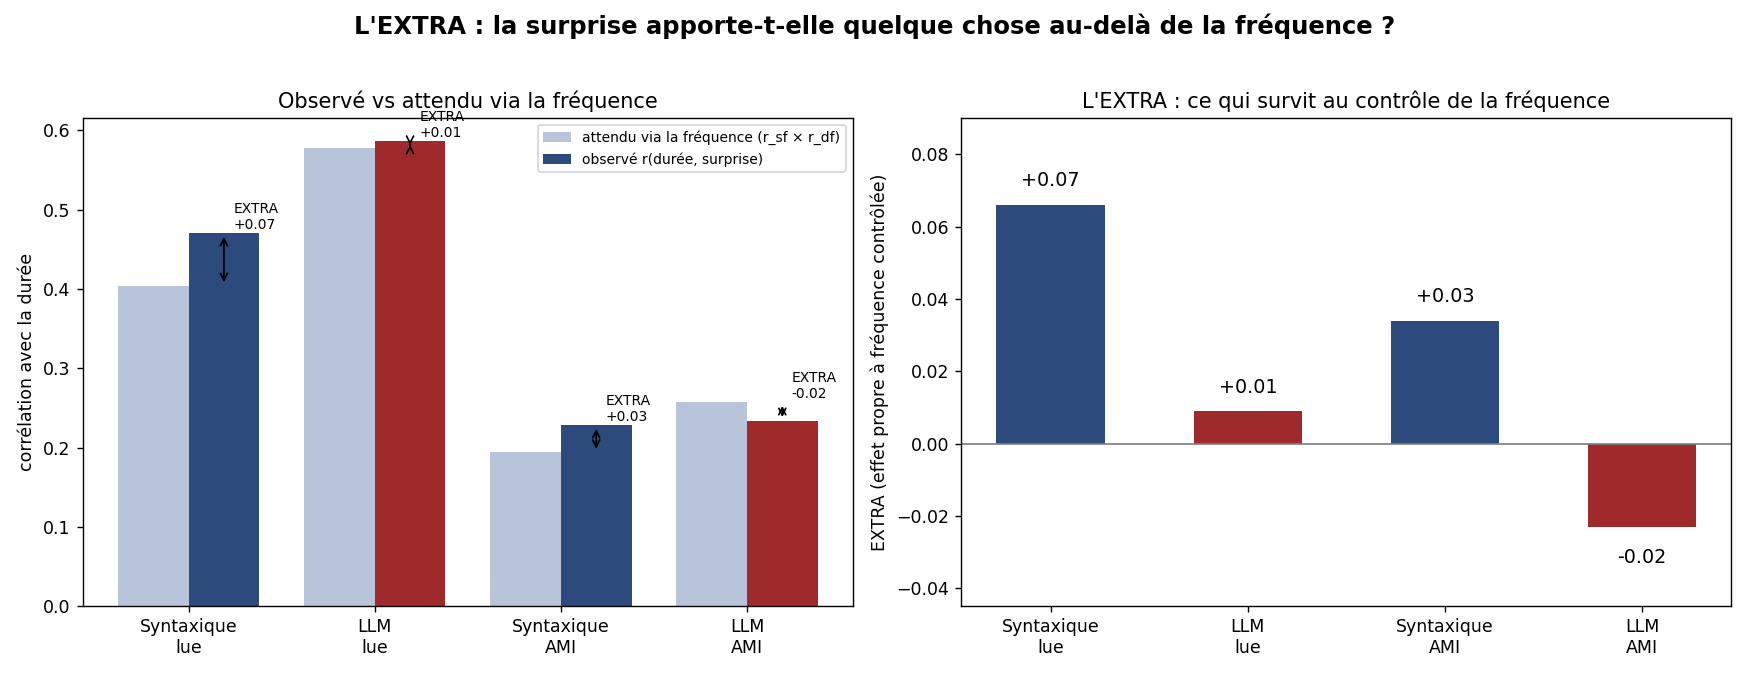 L'EXTRA : la surprise apporte-t-elle quelque chose au-delà de la fréquence ?
Observé vs attendu via la fréquence
corrélation avec la durée
0.6
0.5
0.4
0.3
0.2
0.1
0.0
EXTRA
+0.07
EXTRA
+0.01
EXTRA
+0.03
EXTRA
-0.02
attendu via la fréquence (r_sf × r_df)
observé r(durée, surprise)
Syntaxique
lue
LLM
lue
Syntaxique
AMI
LLM
AMI
L'EXTRA : ce qui survit au contrôle de la fréquence
EXTRA (effet propre à fréquence contrôlée)
0.08
0.06
0.04
0.02
0.00
−0.02
−0.04
+0.07
+0.01
+0.03
-0.02
Syntaxique
lue
LLM
lue
Syntaxique
AMI
LLM
AMI